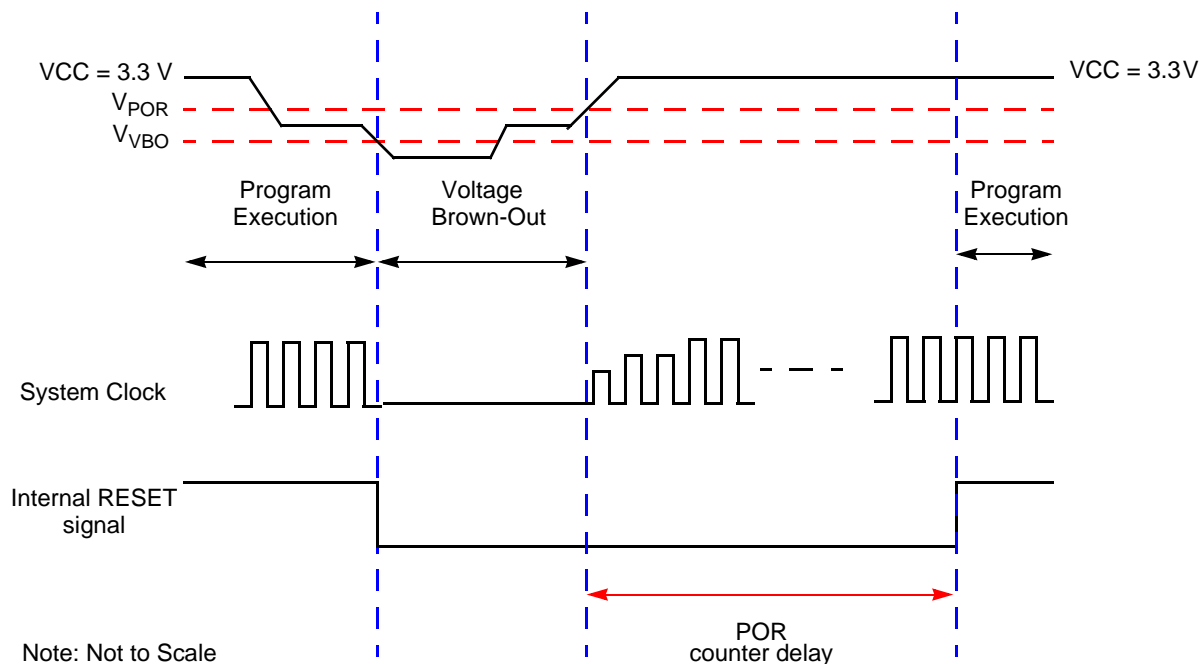 VCC = 3.3 V
VCC = 3.3V
VPOR
VVBO
Program
Execution
Voltage
Brown-Out
Program
Execution
System Clock
Internal RESET
signal
POR
counter delay
Note: Not to Scale